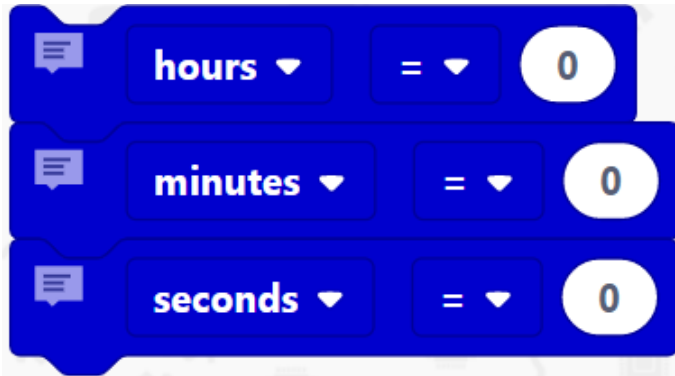 hours = 0
minutes = 0
seconds = 0